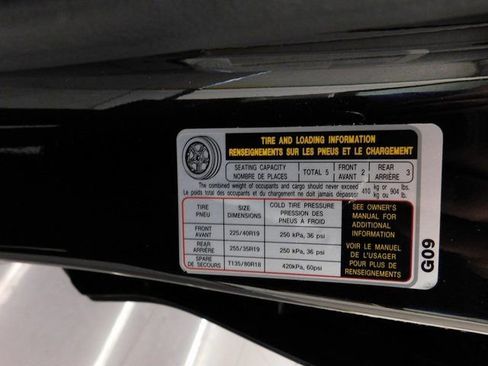 TIRE AND LOADING INFORMATION
RENSEIGNEMENTS SUR LES PNEUS ET LE CHARGEMENT
SEATING CAPACITY
NOMBRE DE PLACES
TOTAL 5
FRONT
AVANT 2
REAR
ARRIÈRE 3
The combined weight of occupants and cargo should never exceed 410 kg or 904 lbs.
Le poids total des occupants et du chargement ne doit jamais dépasser 410 kg ou 904 lb.
TIRE
PNEU
SIZE
DIMENSIONS
COLD TIRE PRESSURE
PRESSION DES
PNEUS À FROID
FRONT
AVANT
225/40R19
250 kPa, 36 psi
REAR
ARRIÈRE
255/35R19
250 kPa, 36 psi
SPARE
DE SECOURS
T135/80R18
420kPa, 60psi
SEE OWNER'S
MANUAL FOR
ADDITIONAL
INFORMATION
VOIR LE MANUEL
DE L'USAGER
POUR PLUS DE
RENSEIGNEMENTS
G09